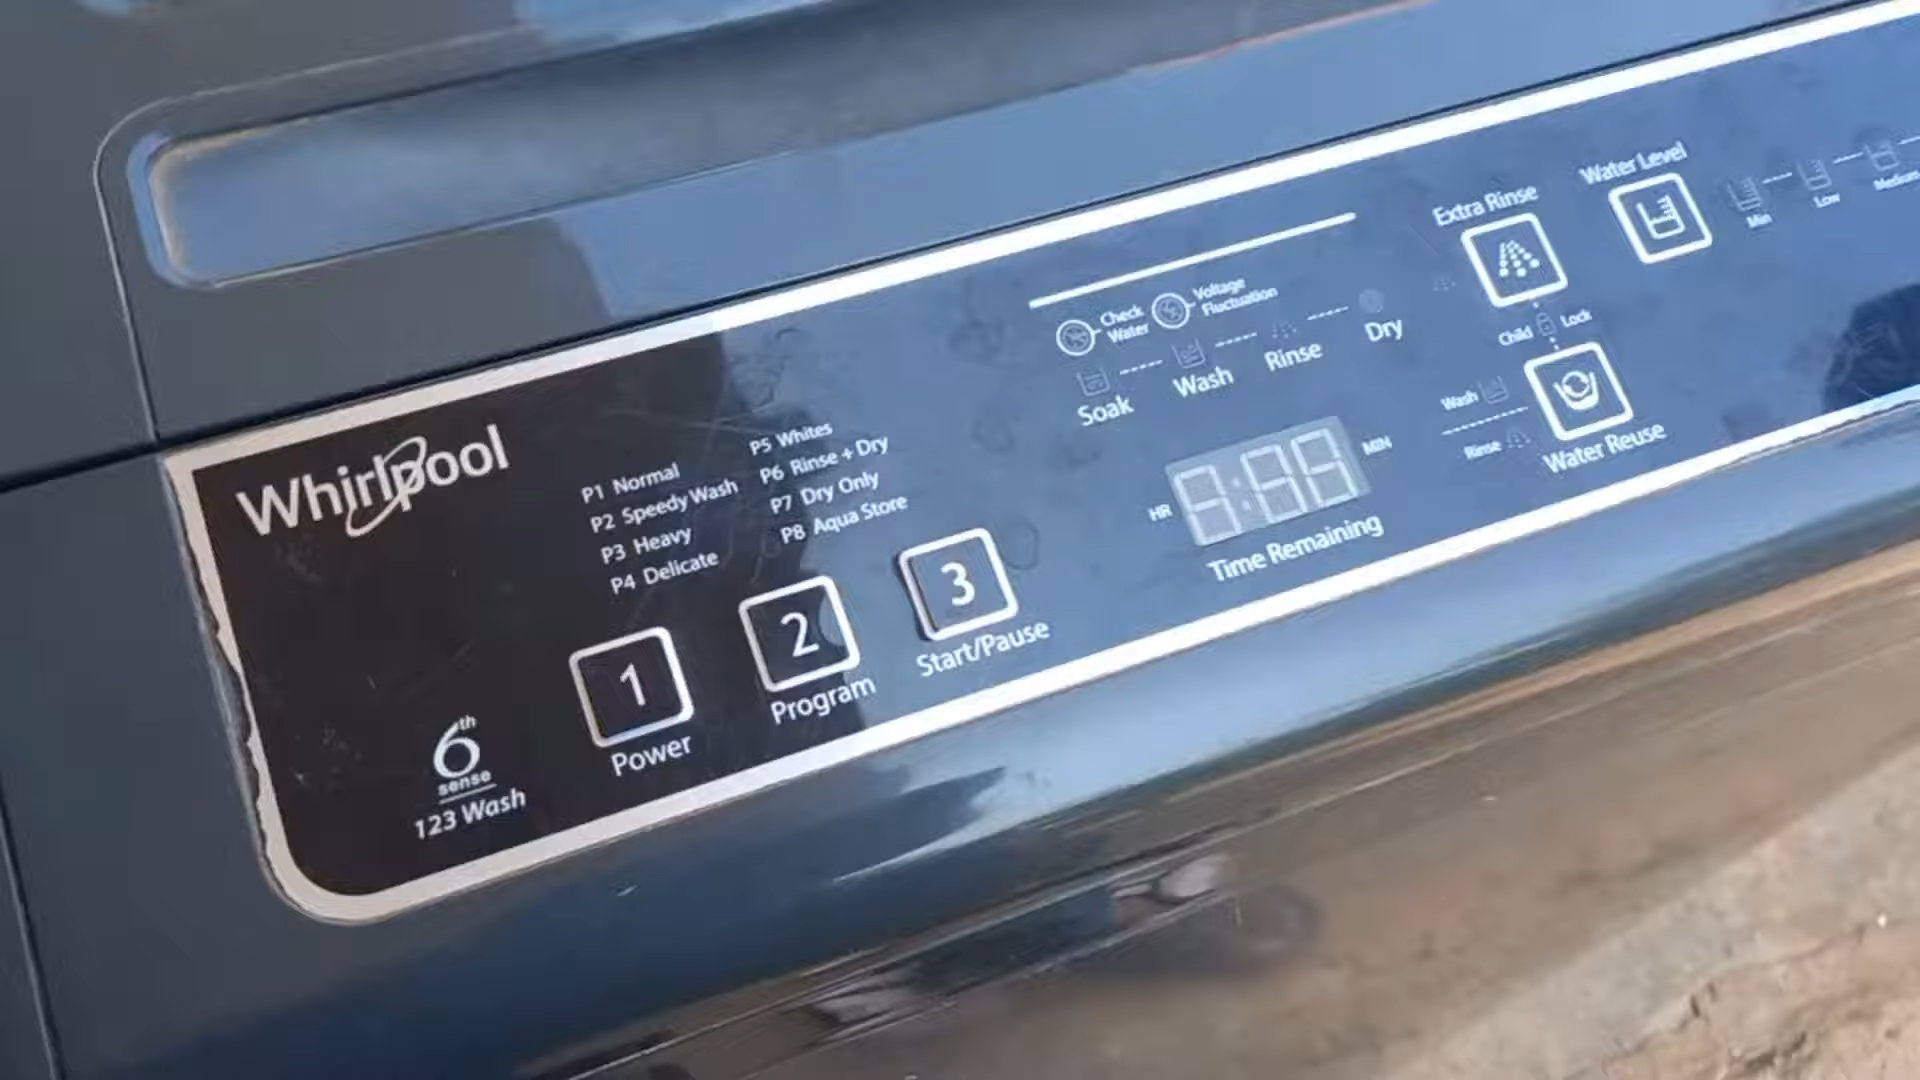 Whirlpool
P1 Normal
P2 Speedy Wash
P3 Heavy
P4 Delicate
P5 Whites
P6 Rinse + Dry
P7 Dry Only
P8 Aqua Store
6th
sense
123 Wash
1
Power
2
Program
3
Start/Pause
Check
Water
Voltage
Fluctuation
Soak
Wash
Rinse
Dry
HR
MIN
Time Remaining
Extra Rinse
Child Lock
Wash
Rinse
Water Reuse
Water Level
Min
Low
Medium